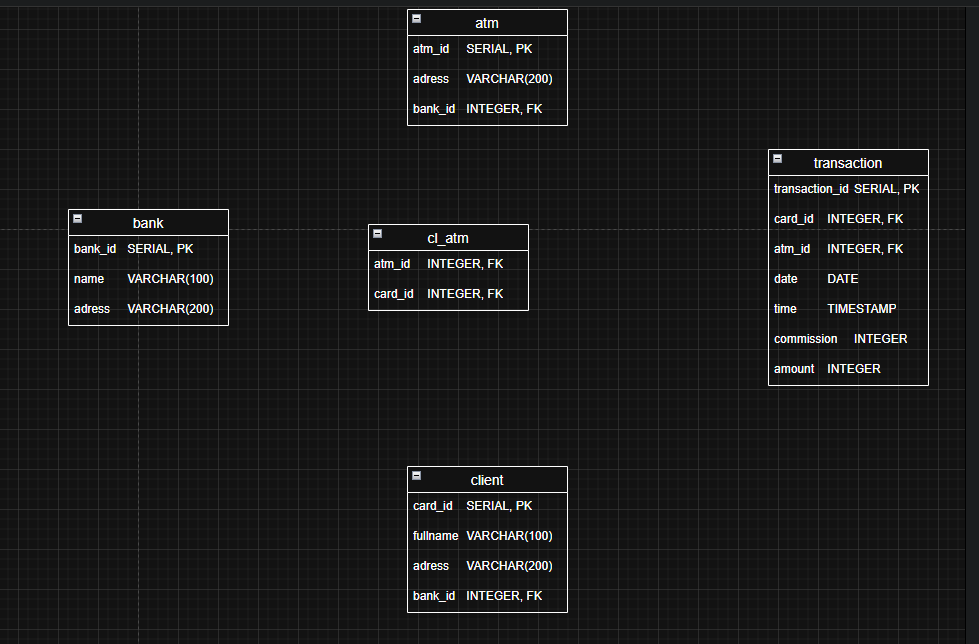 atm
atm_id SERIAL, PK
adress VARCHAR(200)
bank_id INTEGER, FK
transaction
transaction_id SERIAL, PK
card_id INTEGER, FK
atm_id INTEGER, FK
date DATE
time TIMESTAMP
commission INTEGER
amount INTEGER
bank
bank_id SERIAL, PK
name VARCHAR(100)
adress VARCHAR(200)
cl_atm
atm_id INTEGER, FK
card_id INTEGER, FK
client
card_id SERIAL, PK
fullname VARCHAR(100)
adress VARCHAR(200)
bank_id INTEGER, FK